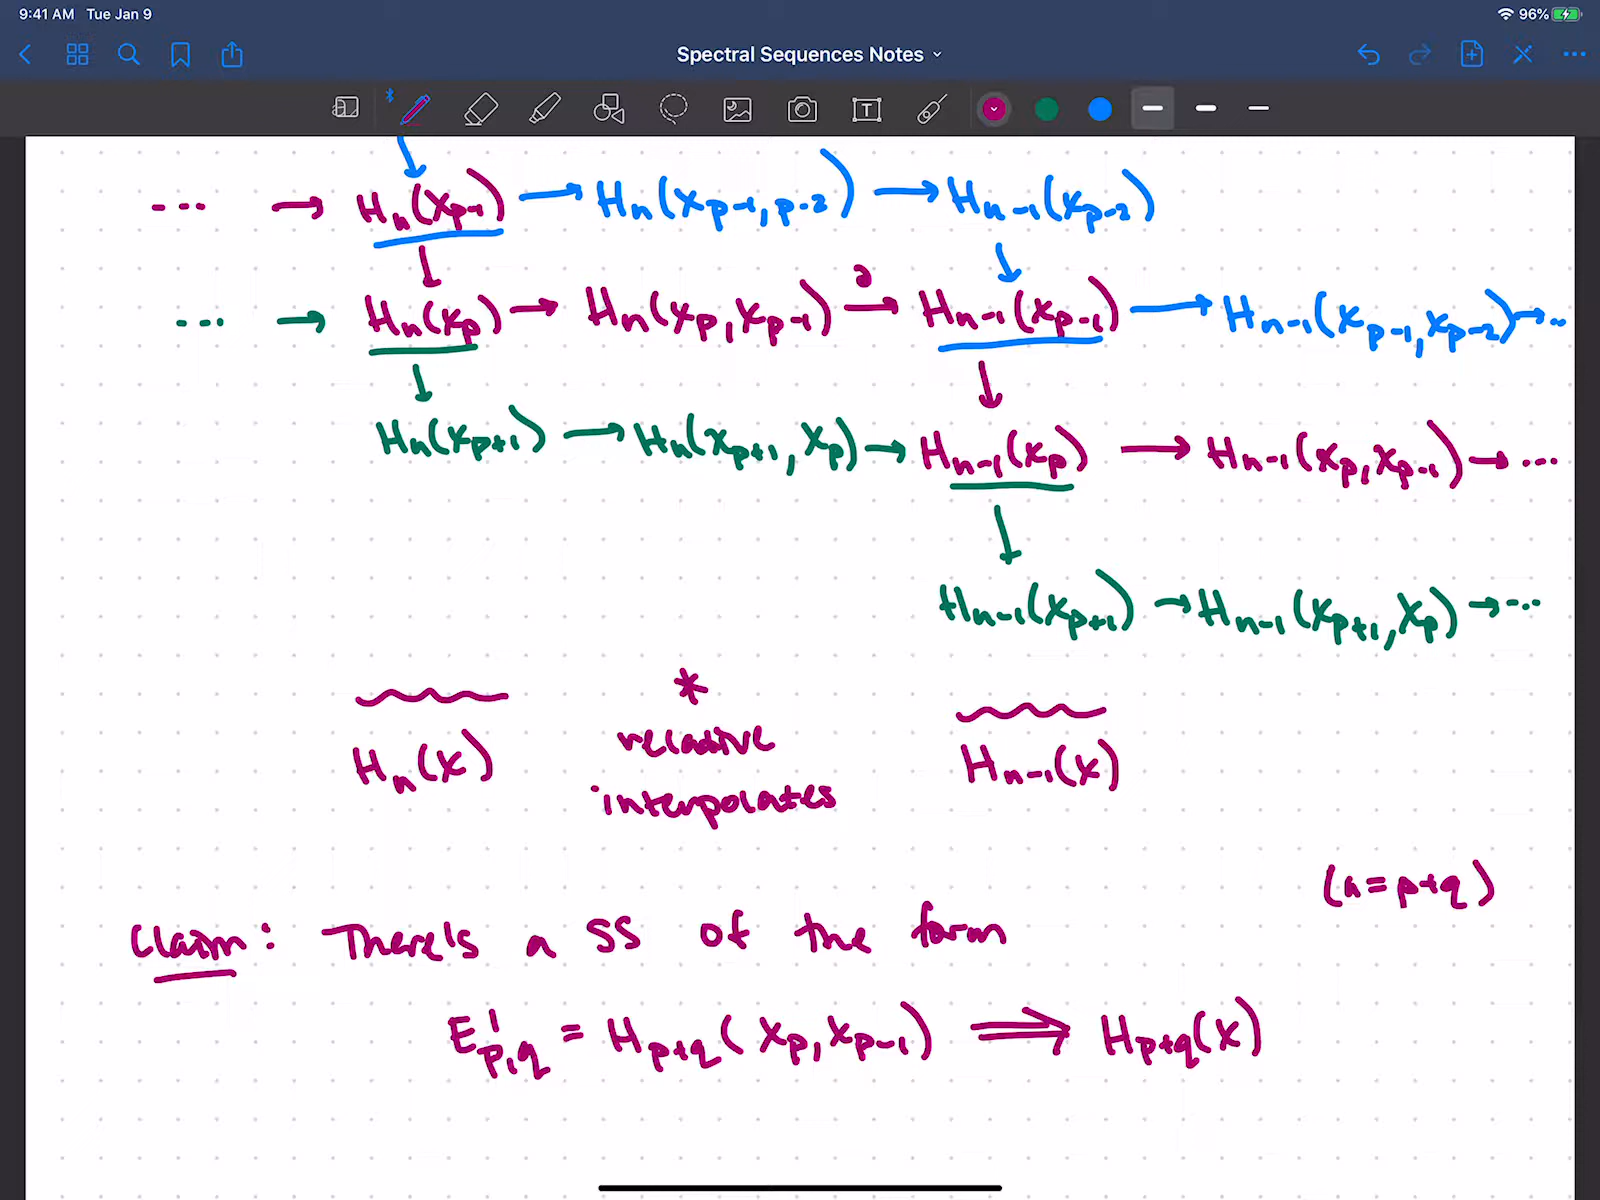 9:41 AM Tue Jan 9 96%
Spectral Sequences Notes
T
... → Hₙ(Xₚ₋₁) → Hₙ(Xₚ₋₁,ₚ₋₂) → Hₙ₋₁(Xₚ₋₂)
... → Hₙ(Xₚ) → Hₙ(Xₚ,Xₚ₋₁) →∂ Hₙ₋₁(Xₚ₋₁) → Hₙ₋₁(Xₚ₋₁,Xₚ₋₂) → ..
Hₙ(Xₚ₊₁) → Hₙ(Xₚ₊₁,Xₚ) → Hₙ₋₁(Xₚ) → Hₙ₋₁(Xₚ,Xₚ₋₁) → ...
Hₙ₋₁(Xₚ₊₁) → Hₙ₋₁(Xₚ₊₁,Xₚ) → ...
*
Hₙ(X) relative Hₙ₋₁(X)
interpolates
(n=p+q)
Claim: There's a SS of the form
E¹_{p,q} = H_{p+q}(Xₚ,Xₚ₋₁) ⟹ H_{p+q}(X)